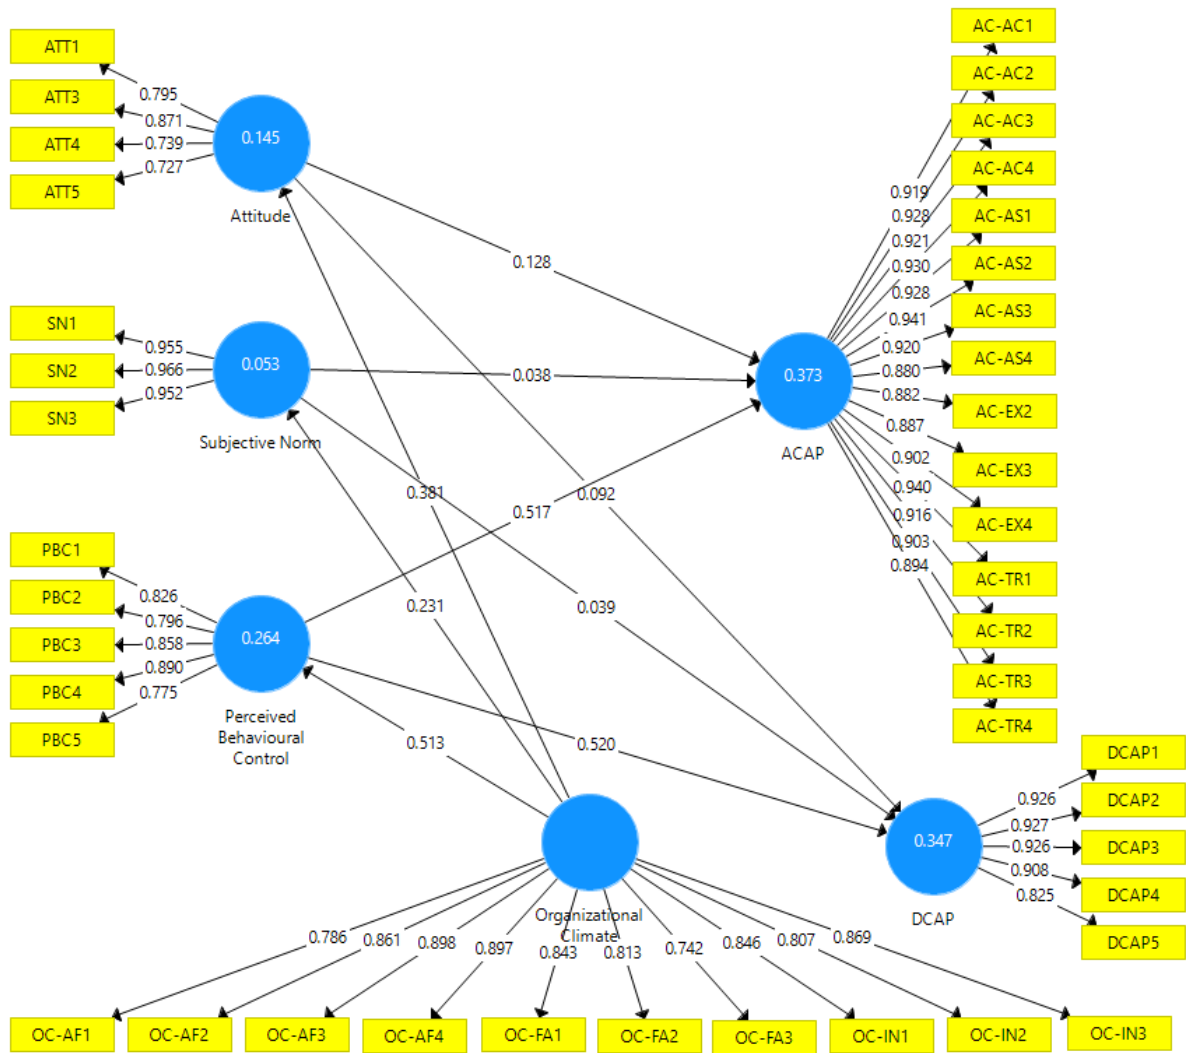 ATT1
ATT3
ATT4
ATT5
0.795
0.871
0.739
0.727
0.145
Attitude
SN1
SN2
SN3
0.955
0.966
0.952
0.053
Subjective Norm
PBC1
PBC2
PBC3
PBC4
PBC5
0.826
0.796
0.858
0.890
0.775
0.264
Perceived
Behavioural
Control
0.128
0.038
0.381
0.092
0.517
0.231
0.039
0.513
0.520
0.373
ACAP
0.919
0.928
0.921
0.930
0.928
0.941
0.920
0.880
0.882
0.887
0.902
0.940
0.916
0.903
0.894
AC-AC1
AC-AC2
AC-AC3
AC-AC4
AC-AS1
AC-AS2
AC-AS3
AC-AS4
AC-EX2
AC-EX3
AC-EX4
AC-TR1
AC-TR2
AC-TR3
AC-TR4
0.347
DCAP
0.926
0.927
0.926
0.908
0.825
DCAP1
DCAP2
DCAP3
DCAP4
DCAP5
Organizational
Climate
0.786
0.861
0.898
0.897
0.843
0.813
0.742
0.846
0.807
0.869
OC-AF1
OC-AF2
OC-AF3
OC-AF4
OC-FA1
OC-FA2
OC-FA3
OC-IN1
OC-IN2
OC-IN3